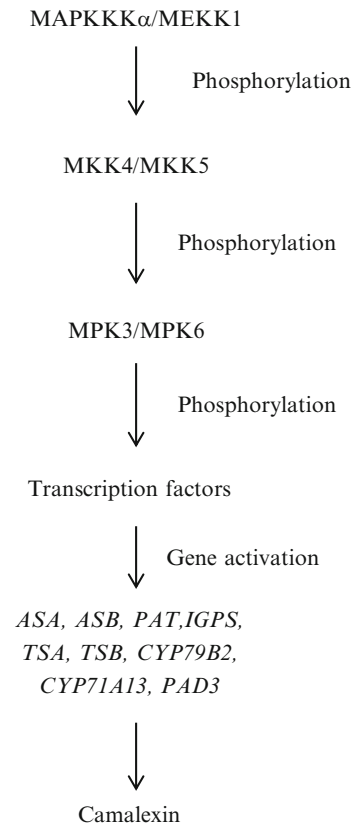 MAPKKKα/MEKK1
Phosphorylation
MKK4/MKK5
Phosphorylation
MPK3/MPK6
Phosphorylation
Transcription factors
Gene activation
ASA, ASB, PAT,IGPS,
TSA, TSB, CYP79B2,
CYP71A13, PAD3
Camalexin